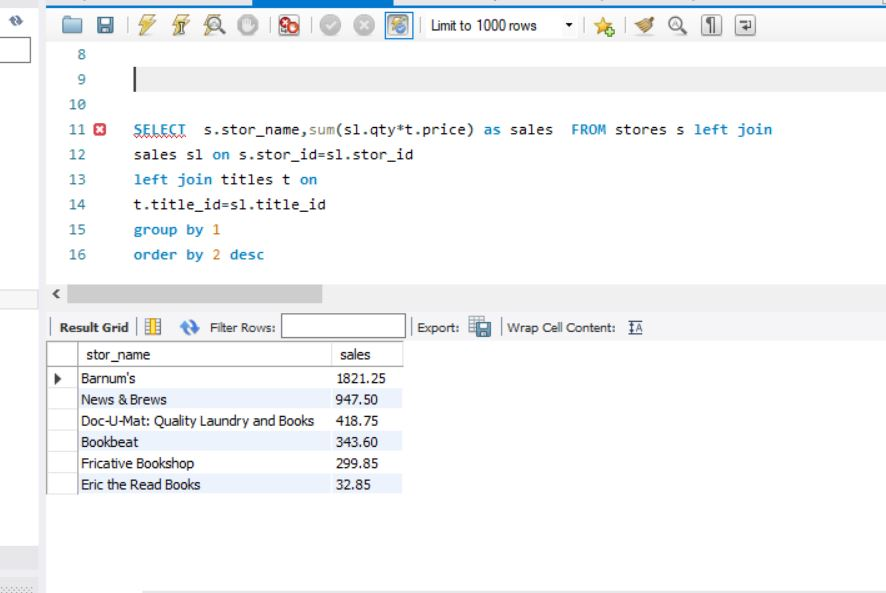 Limit to 1000 rows
8
9
10
11 SELECT  s.stor_name,sum(sl.qty*t.price) as sales  FROM stores s left join
12 sales sl on s.stor_id=sl.stor_id
13 left join titles t on
14 t.title_id=sl.title_id
15 group by 1
16 order by 2 desc
Result Grid Filter Rows: Export: Wrap Cell Content:
stor_name sales
Barnum's 1821.25
News & Brews 947.50
Doc-U-Mat: Quality Laundry and Books 418.75
Bookbeat 343.60
Fricative Bookshop 299.85
Eric the Read Books 32.85